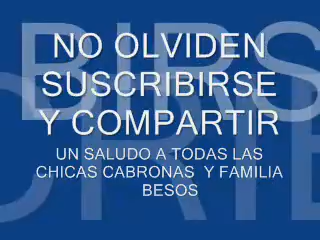 NO OLVIDEN
SUSCRIBIRSE
Y COMPARTIR
UN SALUDO A TODAS LAS
CHICAS CABRONAS Y FAMILIA
BESOS